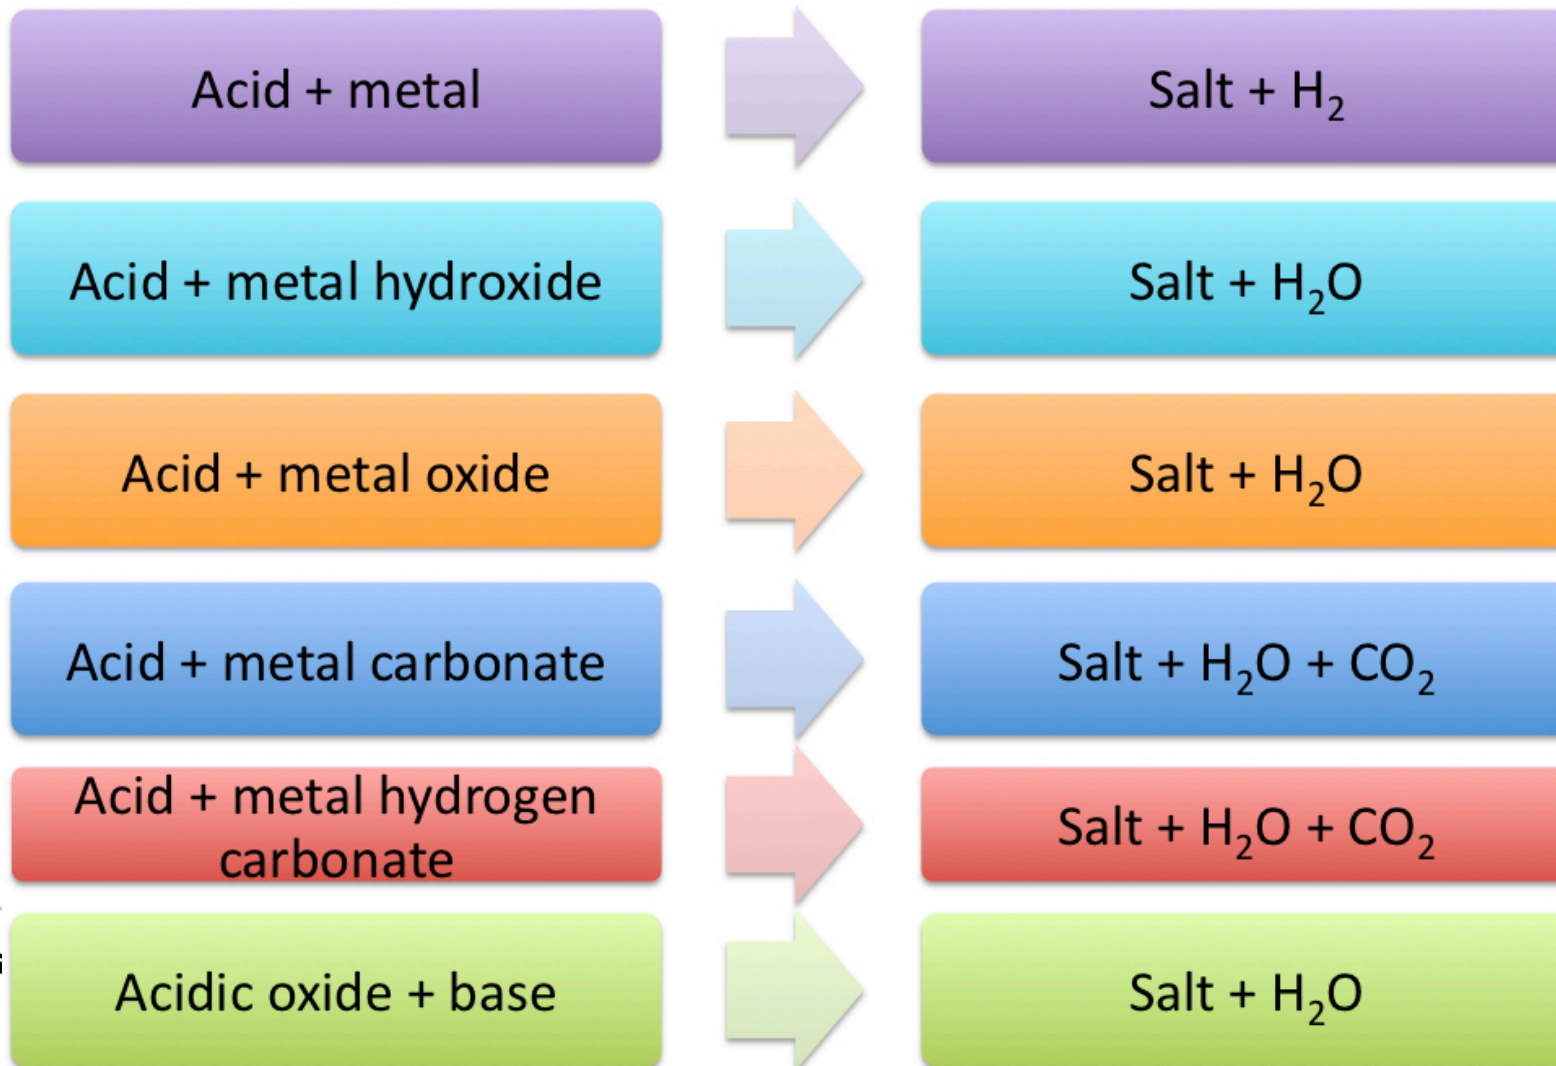 Acid + metal
Salt + H₂
Acid + metal hydroxide
Salt + H₂O
Acid + metal oxide
Salt + H₂O
Acid + metal carbonate
Salt + H₂O + CO₂
Acid + metal hydrogen
carbonate
Salt + H₂O + CO₂
Acidic oxide + base
Salt + H₂O